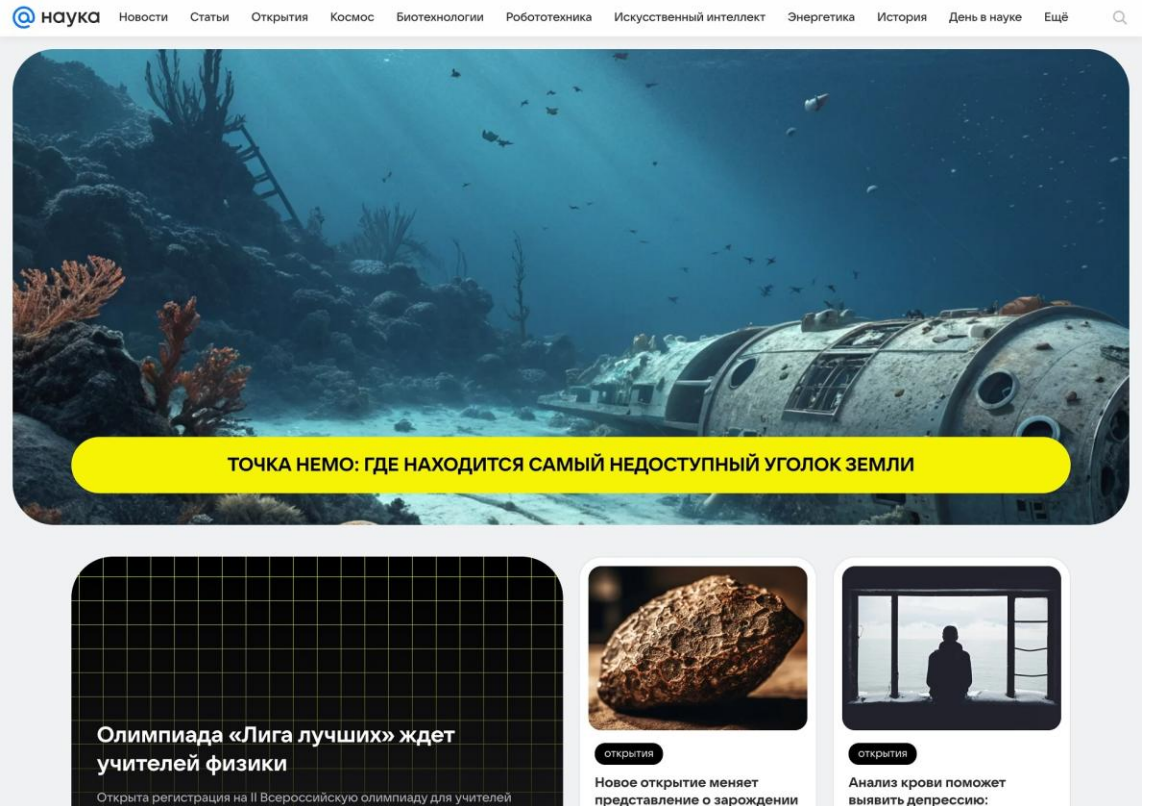 @ наука
Новости Статьи Открытия Космос Биотехнологии Робототехника Искусственный интеллект Энергетика История День в науке Ещё
ТОЧКА НЕМО: ГДЕ НАХОДИТСЯ САМЫЙ НЕДОСТУПНЫЙ УГОЛОК ЗЕМЛИ
Олимпиада «Лига лучших» ждет
учителей физики
Открыта регистрация на II Всероссийскую олимпиаду для учителей
открытия
Новое открытие меняет
представление о зарождении
открытия
Анализ крови поможет
выявить депрессию: